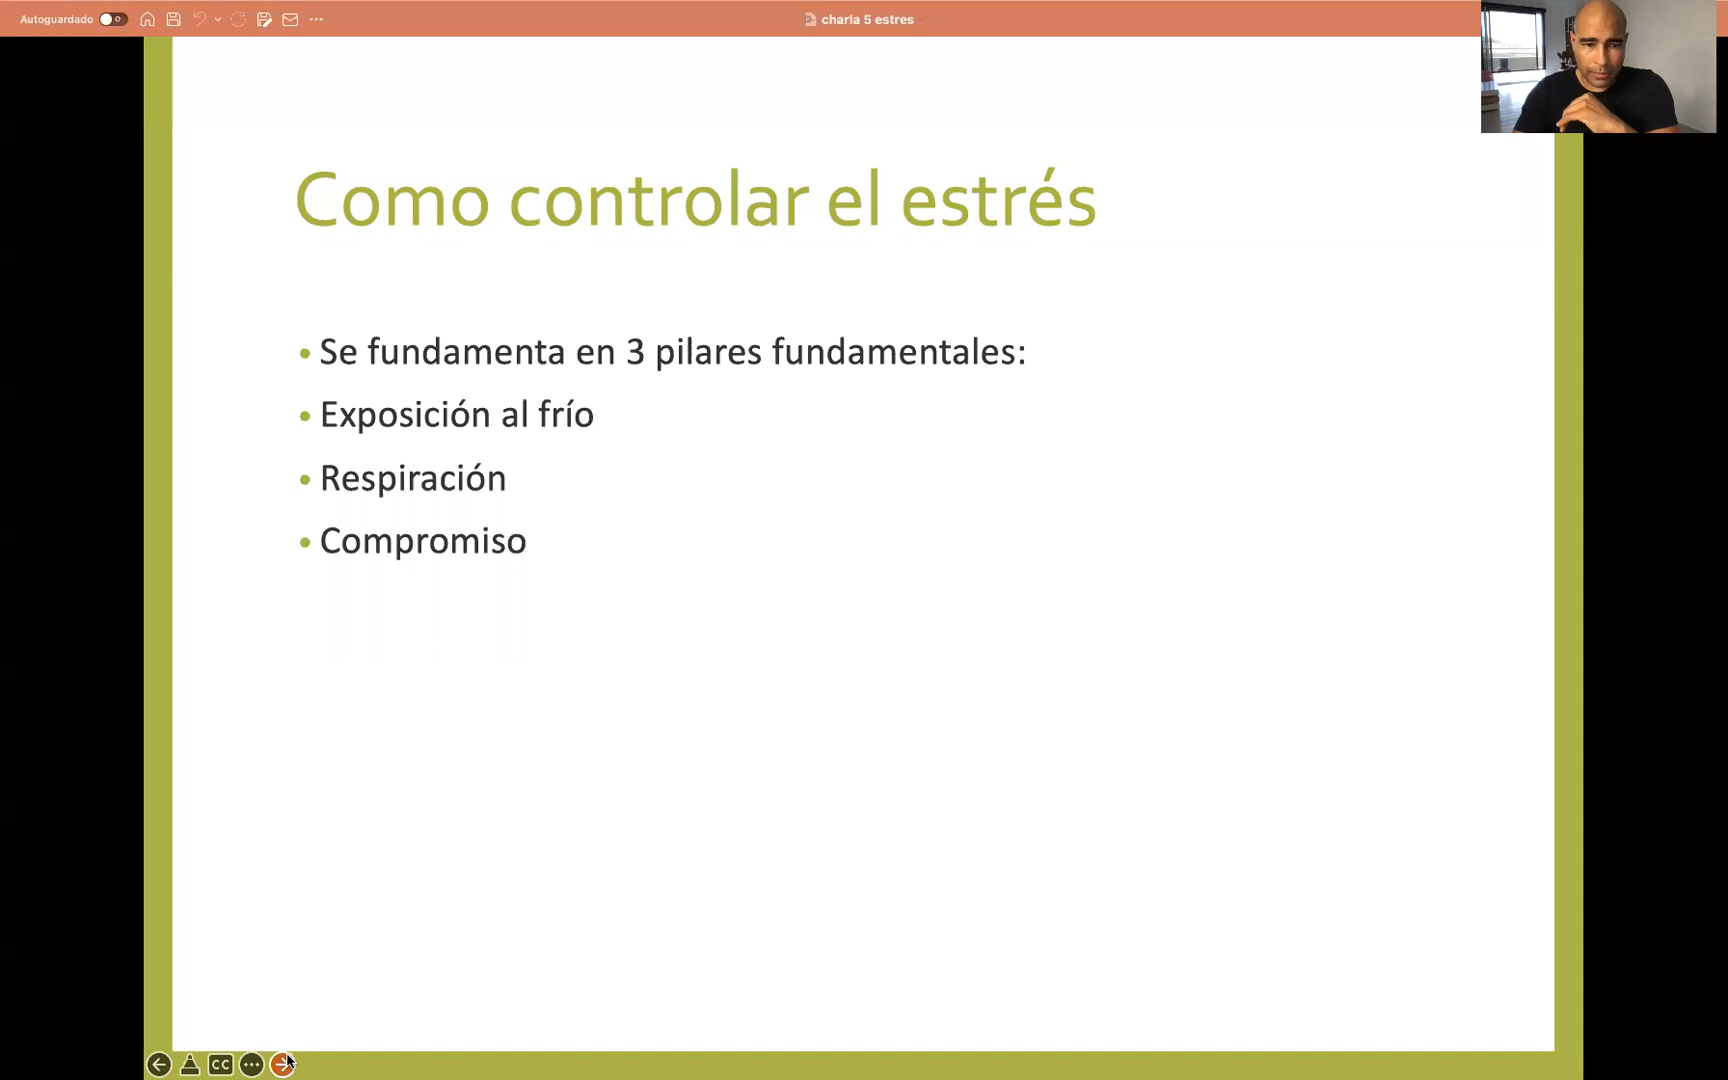 Autoguardado
charla 5 estres
Como controlar el estrés
• Se fundamenta en 3 pilares fundamentales:
• Exposición al frío
• Respiración
• Compromiso
CC